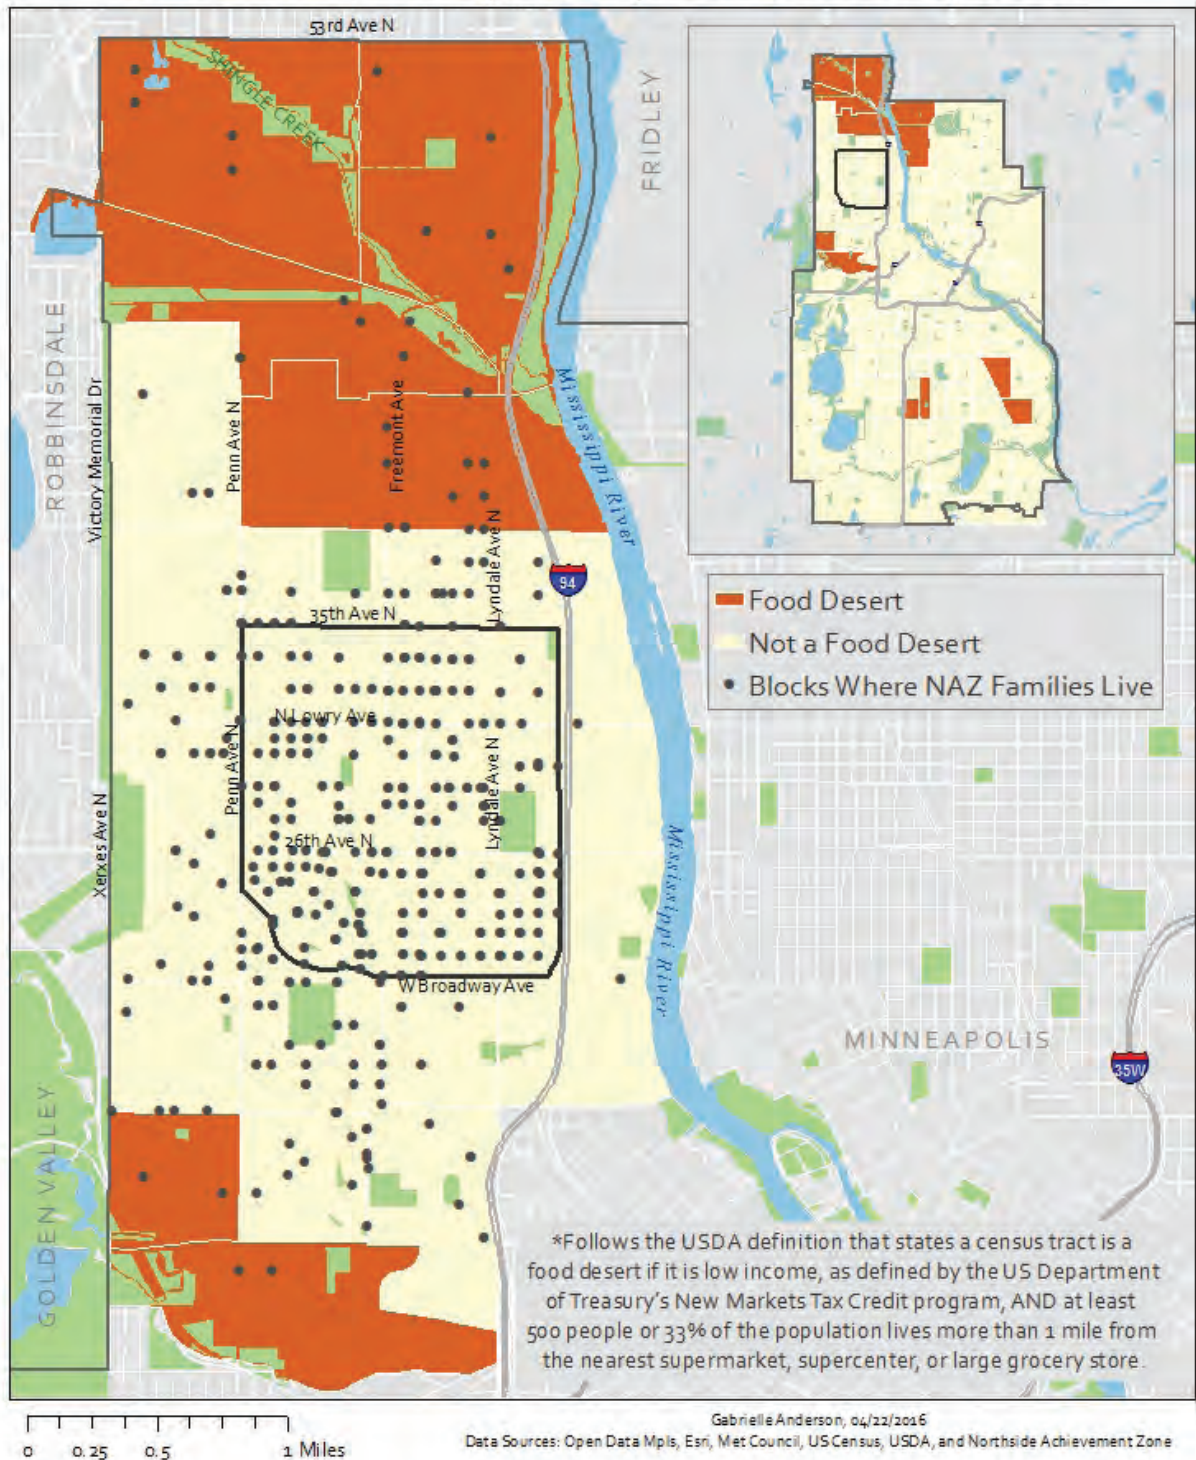 53rd Ave N
SHINGLE CREEK
FRIDLEY
ROBBINSDALE
Victory Memorial Dr
Penn Ave N
Freemont Ave
Mississippi River
Lyndale Ave N
94
35th Ave N
Food Desert
Not a Food Desert
Blocks Where NAZ Families Live
N Lowry Ave
Penn Ave N
Lyndale Ave N
Xerxes Ave N
26th Ave N
Mississippi River
W Broadway Ave
MINNEAPOLIS
35W
GOLDEN VALLEY
*Follows the USDA definition that states a census tract is a
food desert if it is low income, as defined by the US Department
of Treasury's New Markets Tax Credit program, AND at least
500 people or 33% of the population lives more than 1 mile from
the nearest supermarket, supercenter, or large grocery store.
0 0.25 0.5 1 Miles
Gabrielle Anderson, 04/22/2016
Data Sources: Open Data Mpls, Esri, Met Council, US Census, USDA, and Northside Achievement Zone